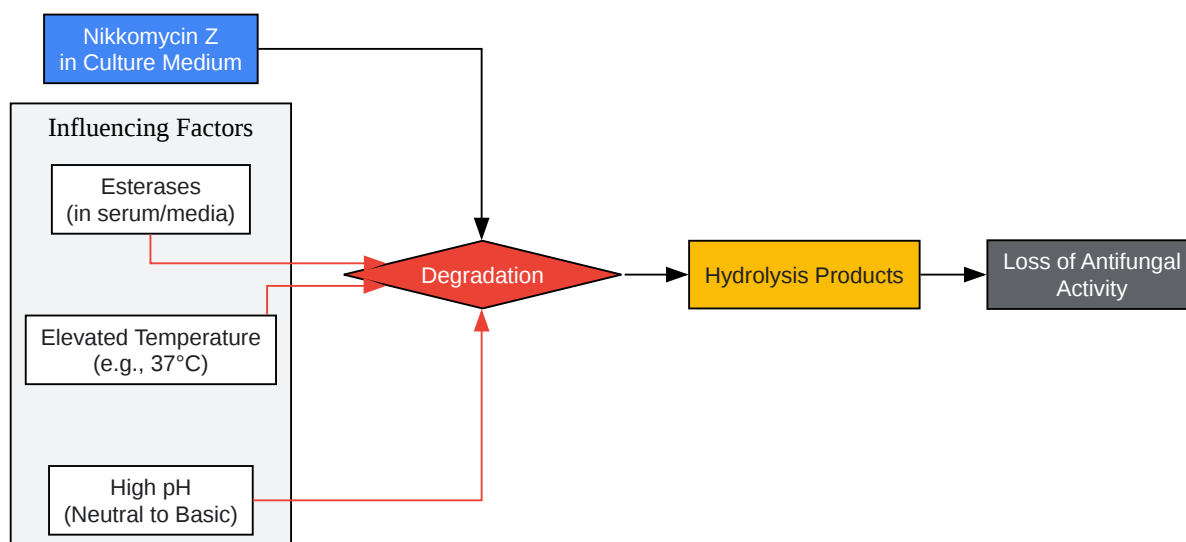 Nikkomycin Z
in Culture Medium
Influencing Factors
Esterases
(in serum/media)
Elevated Temperature
(e.g., 37°C)
High pH
(Neutral to Basic)
Degradation
Hydrolysis Products
Loss of Antifungal
Activity